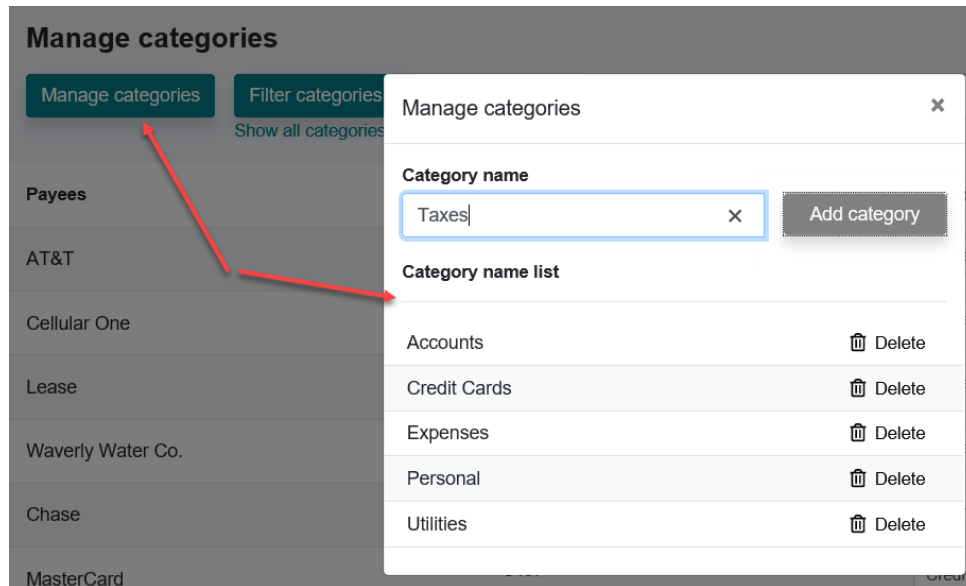 Manage categories
Manage categories
Filter categories
Show all categories
Payees
AT&T
Cellular One
Lease
Waverly Water Co.
Chase
MasterCard
Manage categories
Category name
Taxes
Add category
Category name list
Accounts Delete
Credit Cards Delete
Expenses Delete
Personal Delete
Utilities Delete